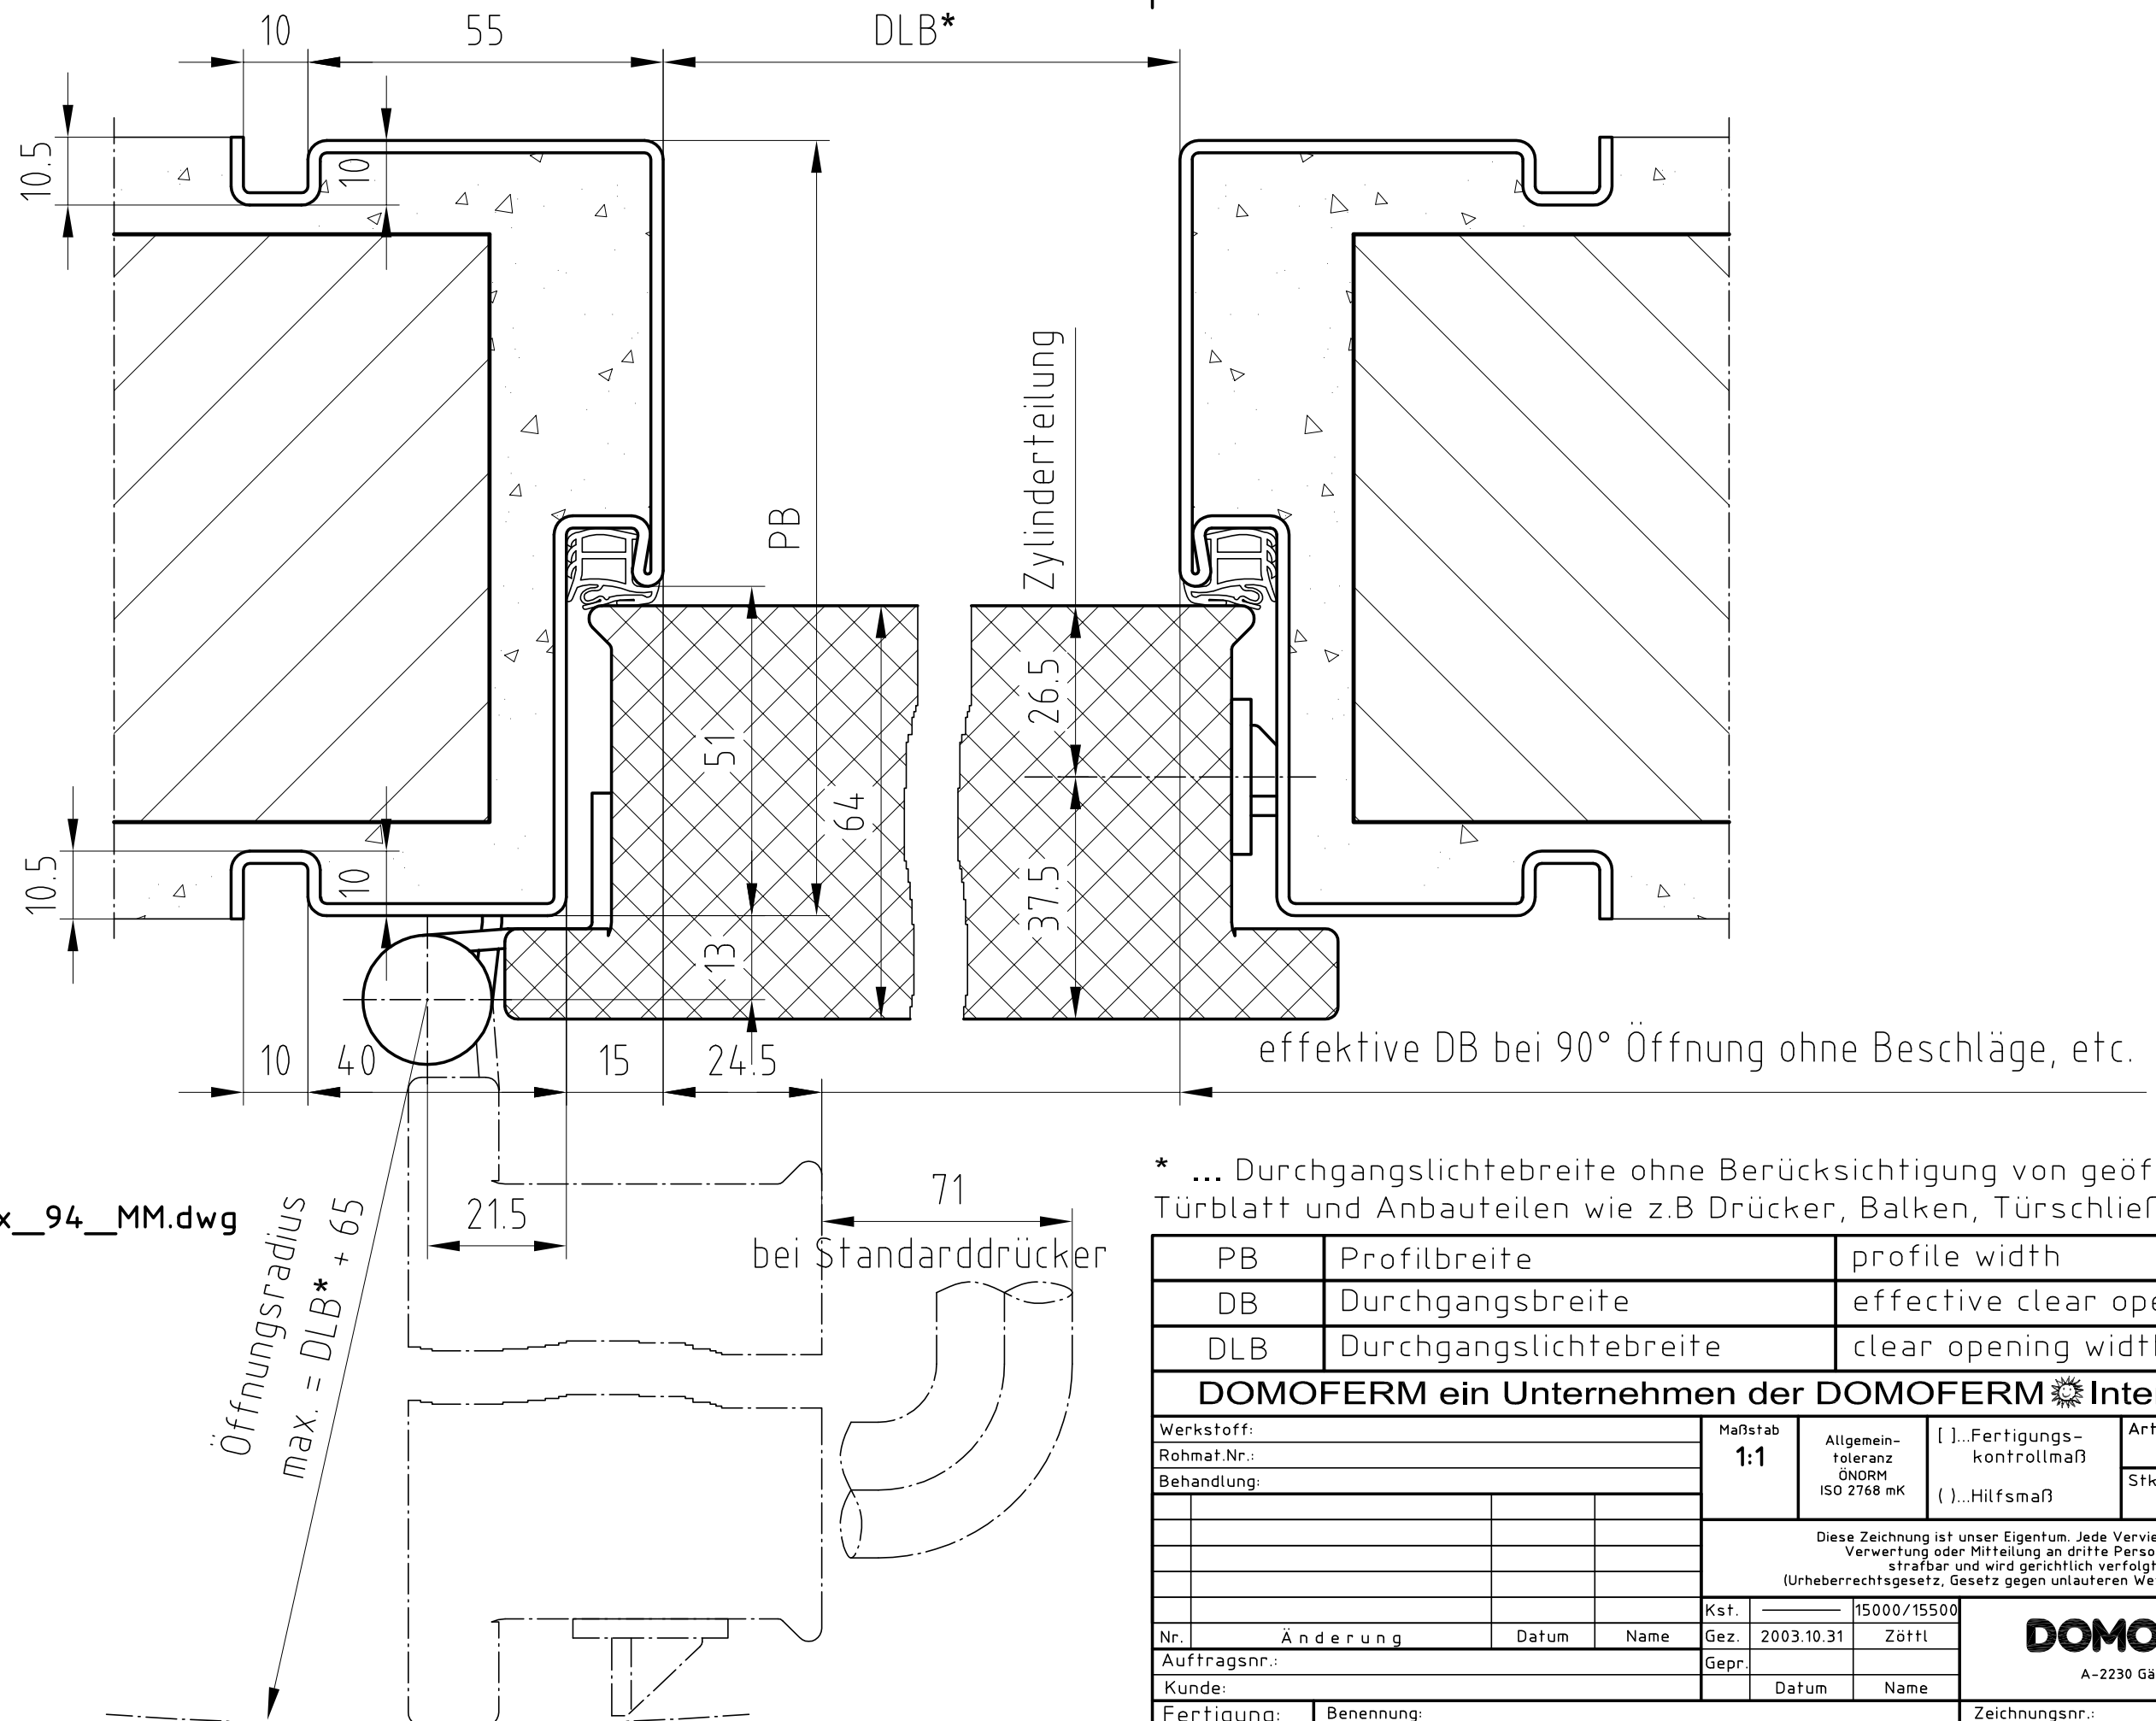 10 55 DLB*
10.5
10
PB
Zylinderteilung
26.5
51
64
37.5
10.5
10
13
effektive DB bei 90° Öffnung ohne Beschläge, etc.
10 40 15 24.5
* ... Durchgangslichtebreite ohne Berücksichtigung von geöf
Türblatt und Anbauteilen wie z.B Drücker, Balken, Türschließ
71
bei Standarddrücker
21.5
x__94__MM.dwg
Öffnungsradius
max. = DLB* + 65
PB Profilbreite profile width
DB Durchgangsbreite effective clear ope
DLB Durchgangslichtebreite clear opening widt
DOMOFERM ein Unternehmen der DOMOFERM Inte
Werkstoff:
Rohmat.Nr.:
Behandlung:
Maßstab
1:1
Allgemein-
toleranz
ÖNORM
ISO 2768 mK
[ ]...Fertigungs-
kontrollmaß
( )...Hilfsmaß
Art
Stk
Diese Zeichnung ist unser Eigentum. Jede Vervie
Verwertung oder Mitteilung an dritte Perso
strafbar und wird gerichtlich verfolgt
(Urheberrechtsgesetz, Gesetz gegen unlauteren We
Kst. 15000/15500
Nr. Änderung Datum Name Gez. 2003.10.31 Zöttl
Auftragsnr.: Gepr.
Kunde: Datum Name
DOMO
A-2230 Gä
Fertigung: Benennung: Zeichnungsnr.: